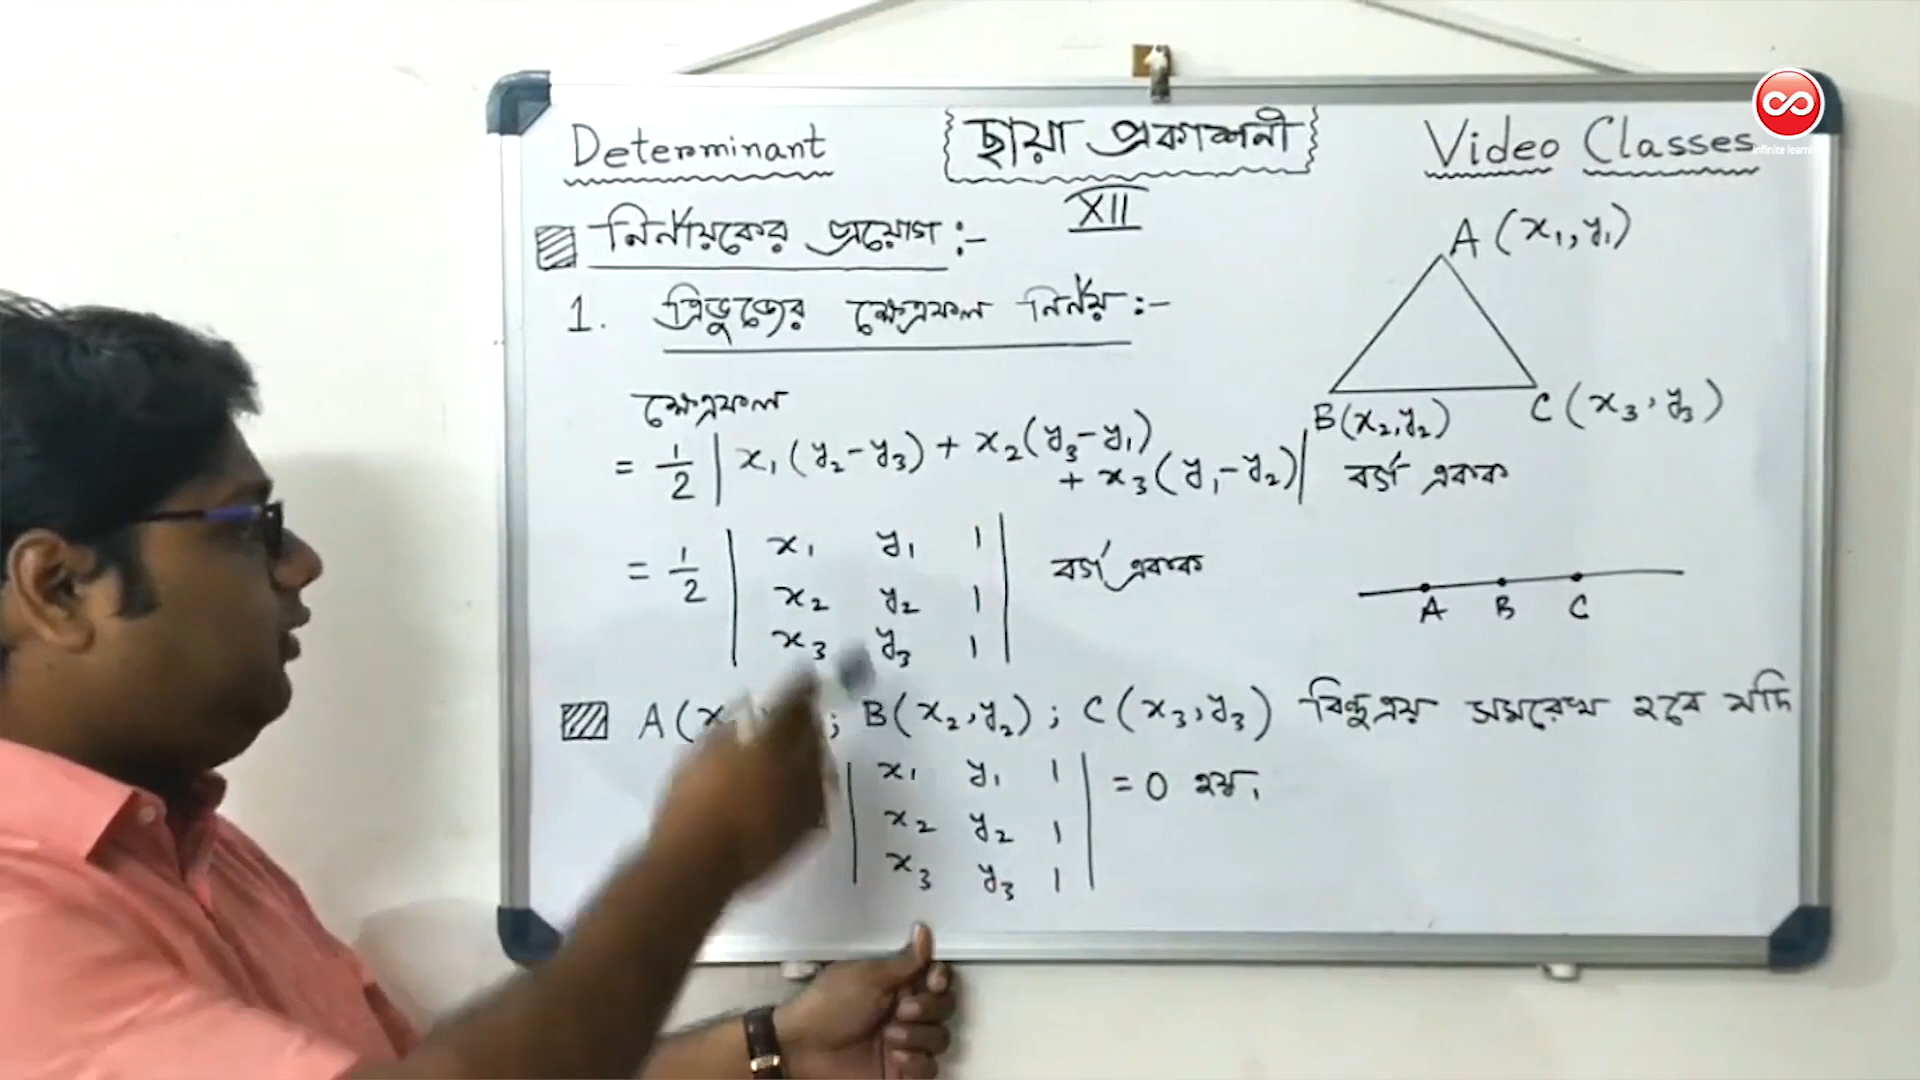 Determinant
ছায়া প্রকাশনী
Video Classes
infinite learni
XII
নির্ণায়কের প্রয়োগ :-
A (x₁, y₁)
1. ত্রিভুজের ক্ষেত্রফল নির্ণয় :-
B(x₂,y₂)
C (x₃, y₃)
ক্ষেত্রফল
= 1/2 | x₁(y₂-y₃) + x₂(y₃-y₁)
+ x₃(y₁-y₂)| বর্গ একক
= 1/2 | x₁ y₁ 1 |
x₂ y₂ 1
x₃ y₃ 1
বর্গ একক
A B C
A(x ; B(x₂,y₂) ; C(x₃,y₃) বিন্দুত্রয় সমরেখ হবে যদি
| x₁ y₁ 1 | = 0 হয়।
x₂ y₂ 1
x₃ y₃ 1